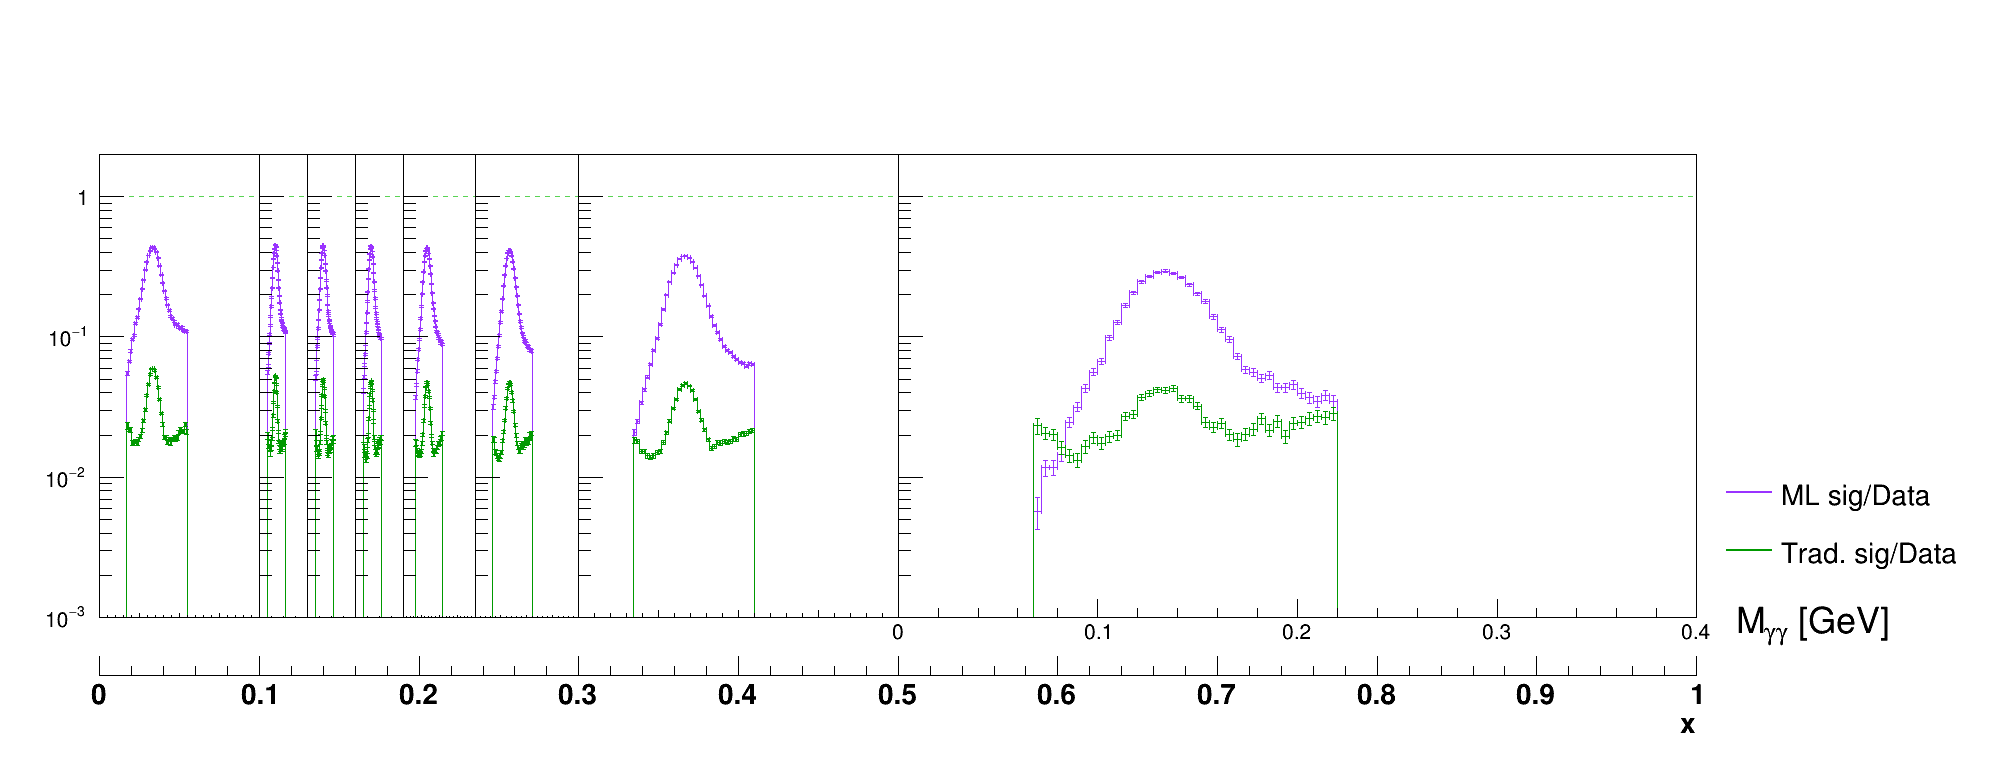 1
10⁻¹
10⁻²
10⁻³
0 0.1 0.2 0.3 0.4
ML sig/Data
Trad. sig/Data
Mγγ [GeV]
0 0.1 0.2 0.3 0.4 0.5 0.6 0.7 0.8 0.9 1
x